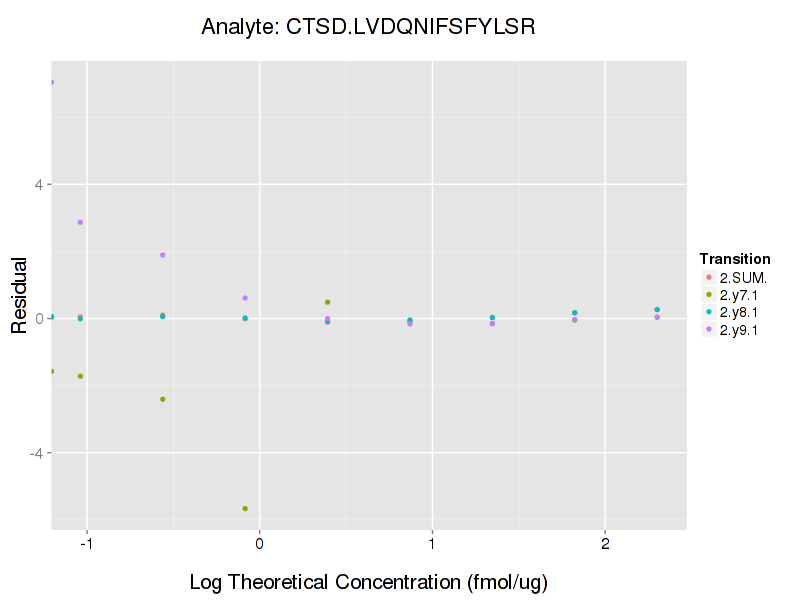 Analyte: CTSD.LVDQNIFSFYLSR
Residual
4
0
-4
-1
0
1
2
Log Theoretical Concentration (fmol/ug)
Transition
2.SUM.
2.y7.1
2.y8.1
2.y9.1